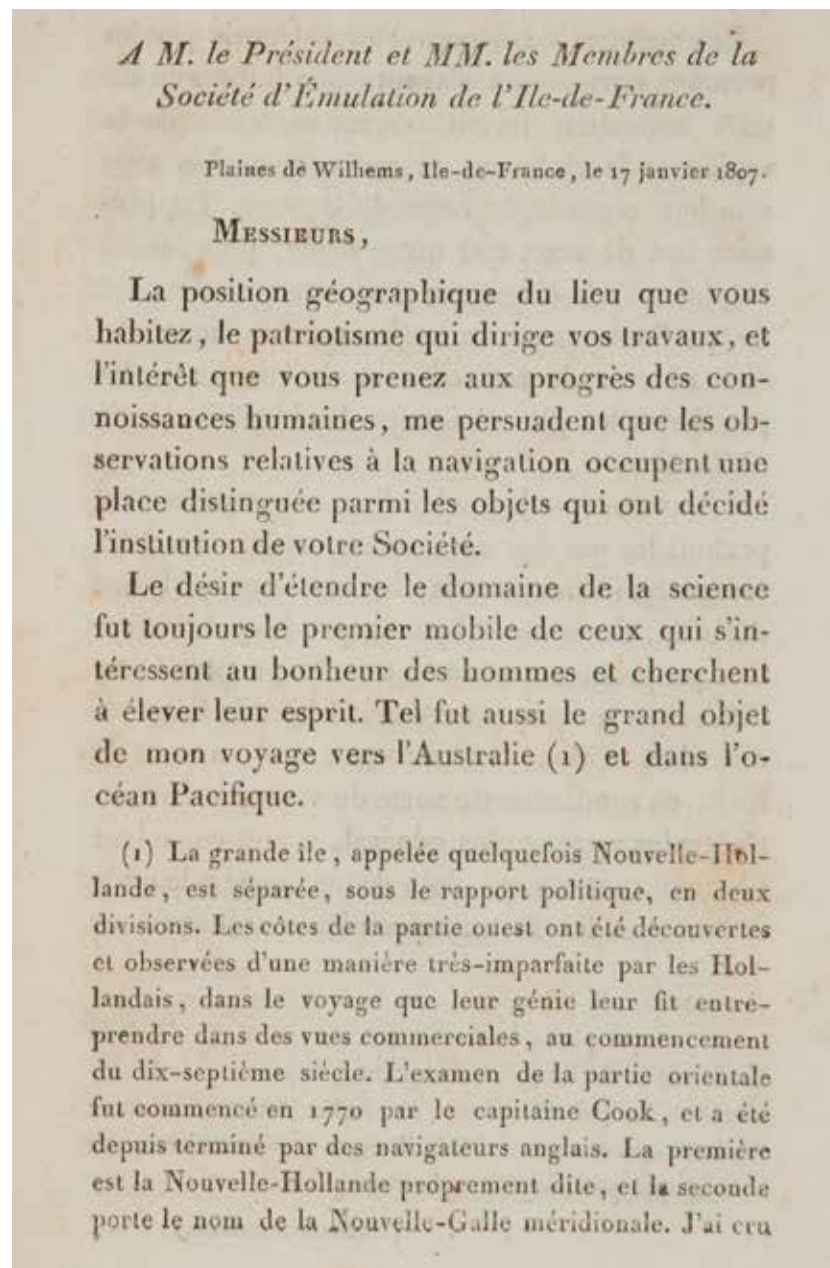 A M. le Président et MM. les Membres de la
Société d'Émulation de l'Ile-de-France.
Plaines de Wilhems, Ile-de-France, le 17 janvier 1807.
MESSIEURS,
La position géographique du lieu que vous
habitez, le patriotisme qui dirige vos travaux, et
l'intérêt que vous prenez aux progrès des con-
noissances humaines, me persuadent que les ob-
servations relatives à la navigation occupent une
place distinguée parmi les objets qui ont décidé
l'institution de votre Société.
Le désir d'étendre le domaine de la science
fut toujours le premier mobile de ceux qui s'in-
téressent au bonheur des hommes et cherchent
à élever leur esprit. Tel fut aussi le grand objet
de mon voyage vers l'Australie (1) et dans l'o-
céan Pacifique.
(1) La grande île, appelée quelquefois Nouvelle-Hol-
lande, est séparée, sous le rapport politique, en deux
divisions. Les côtes de la partie ouest ont été découvertes
et observées d'une manière très-imparfaite par les Hol-
landais, dans le voyage que leur génie leur fit entre-
prendre dans des vues commerciales, au commencement
du dix-septième siècle. L'examen de la partie orientale
fut commencé en 1770 par le capitaine Cook, et a été
depuis terminé par des navigateurs anglais. La première
est la Nouvelle-Hollande proprement dite, et la seconde
porte le nom de la Nouvelle-Galle méridionale. J'ai cru